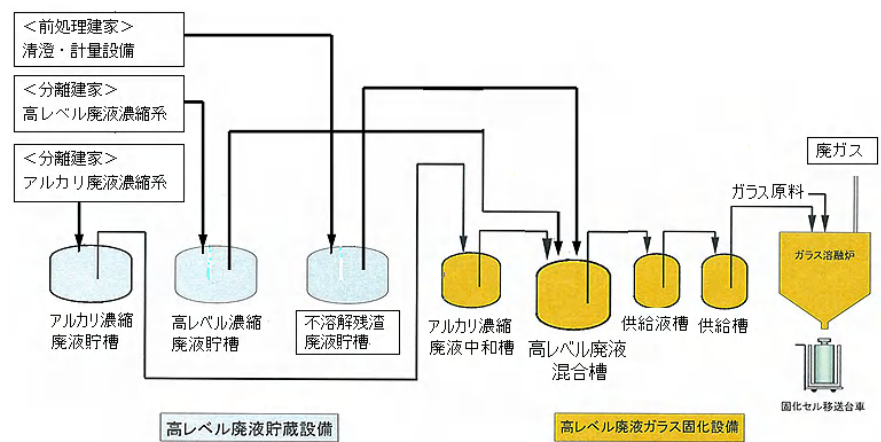 ＜前処理建家＞
清澄・計量設備
＜分離建家＞
高レベル廃液濃縮系
＜分離建家＞
アルカリ廃液濃縮系
廃ガス
ガラス原料
ガラス溶融炉
アルカリ濃縮
廃液貯槽
高レベル濃縮
廃液貯槽
不溶解残渣
廃液貯槽
アルカリ濃縮
廃液中和槽
高レベル廃液
混合槽
供給液槽
供給槽
固化セル移送台車
高レベル廃液貯蔵設備
高レベル廃液ガラス固化設備